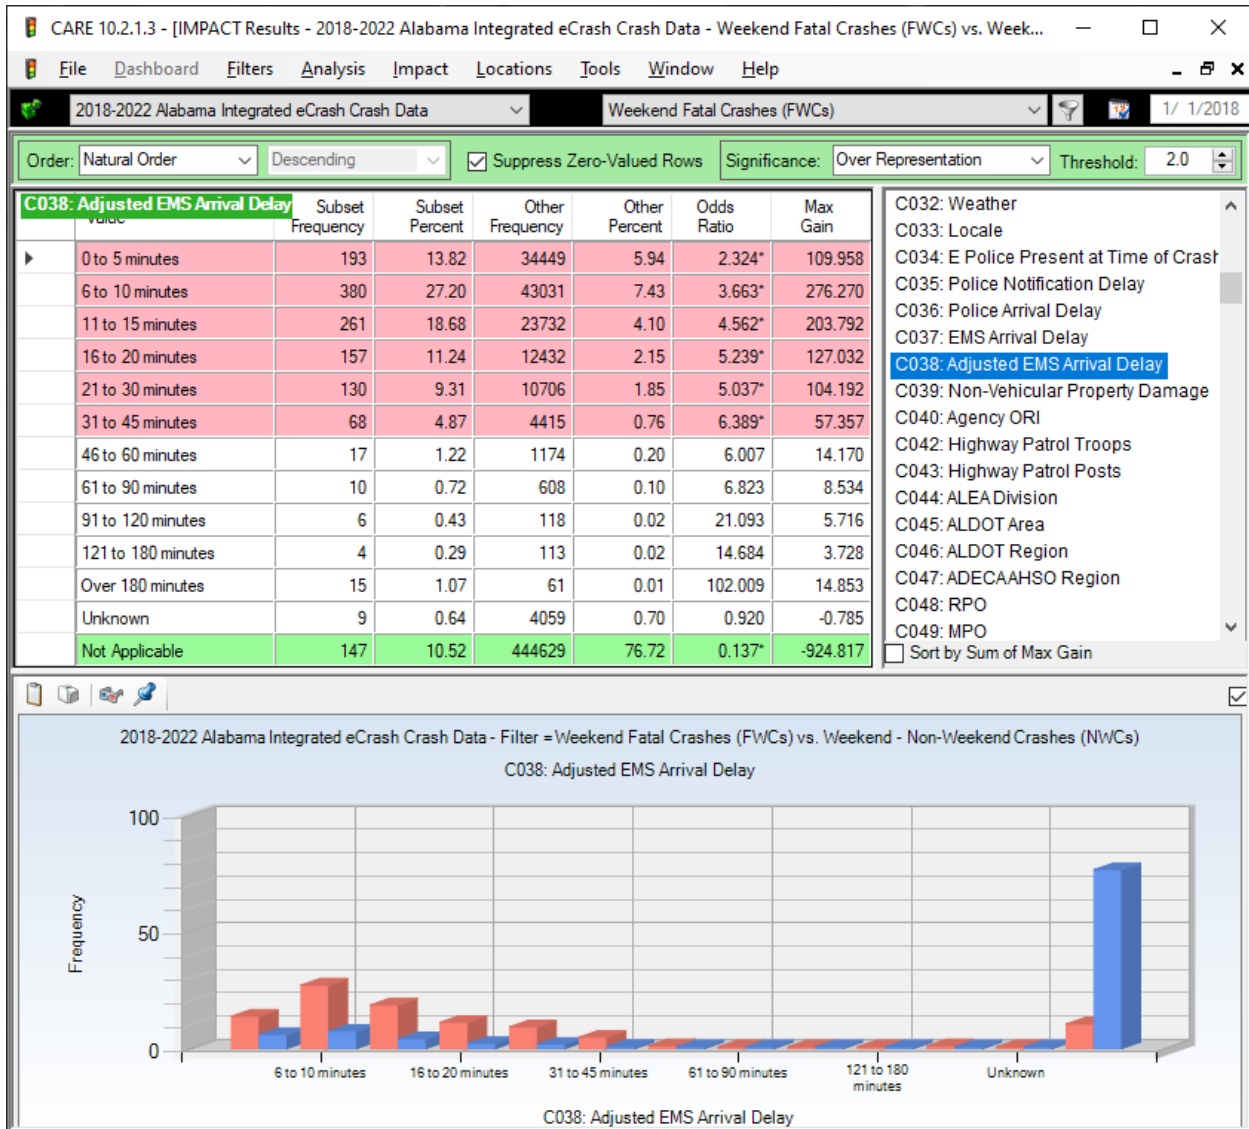 CARE 10.2.1.3 - [IMPACT Results - 2018-2022 Alabama Integrated eCrash Crash Data - Weekend Fatal Crashes (FWCs) vs. Week...
File Dashboard Filters Analysis Impact Locations Tools Window Help
2018-2022 Alabama Integrated eCrash Crash Data Weekend Fatal Crashes (FWCs) 1/ 1/2018
Order: Natural Order Descending Suppress Zero-Valued Rows Significance: Over Representation Threshold: 2.0
C038: Adjusted EMS Arrival Delay Subset Frequency Subset Percent Other Frequency Other Percent Odds Ratio Max Gain
0 to 5 minutes 193 13.82 34449 5.94 2.324* 109.958
6 to 10 minutes 380 27.20 43031 7.43 3.663* 276.270
11 to 15 minutes 261 18.68 23732 4.10 4.562* 203.792
16 to 20 minutes 157 11.24 12432 2.15 5.239* 127.032
21 to 30 minutes 130 9.31 10706 1.85 5.037* 104.192
31 to 45 minutes 68 4.87 4415 0.76 6.389* 57.357
46 to 60 minutes 17 1.22 1174 0.20 6.007 14.170
61 to 90 minutes 10 0.72 608 0.10 6.823 8.534
91 to 120 minutes 6 0.43 118 0.02 21.093 5.716
121 to 180 minutes 4 0.29 113 0.02 14.684 3.728
Over 180 minutes 15 1.07 61 0.01 102.009 14.853
Unknown 9 0.64 4059 0.70 0.920 -0.785
Not Applicable 147 10.52 444629 76.72 0.137* -924.817
C032: Weather
C033: Locale
C034: E Police Present at Time of Crash
C035: Police Notification Delay
C036: Police Arrival Delay
C037: EMS Arrival Delay
C038: Adjusted EMS Arrival Delay
C039: Non-Vehicular Property Damage
C040: Agency ORI
C042: Highway Patrol Troops
C043: Highway Patrol Posts
C044: ALEA Division
C045: ALDOT Area
C046: ALDOT Region
C047: ADECAAHSO Region
C048: RPO
C049: MPO
Sort by Sum of Max Gain
2018-2022 Alabama Integrated eCrash Crash Data - Filter = Weekend Fatal Crashes (FWCs) vs. Weekend - Non-Weekend Crashes (NWCs)
C038: Adjusted EMS Arrival Delay
100
50
0
Frequency
6 to 10 minutes 16 to 20 minutes 31 to 45 minutes 61 to 90 minutes 121 to 180 minutes Unknown
C038: Adjusted EMS Arrival Delay